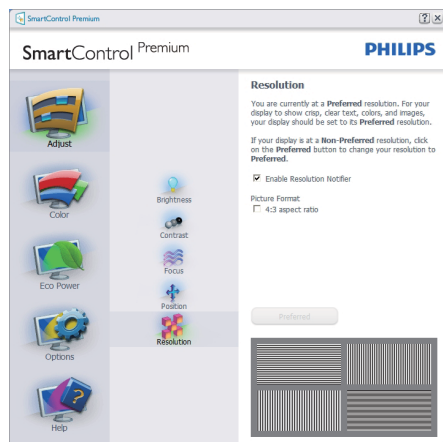 SmartControl Premium
SmartControl Premium
PHILIPS
Adjust
Color
Eco Power
Options
Help
Brightness
Contrast
Focus
Position
Resolution
Resolution
You are currently at a Preferred resolution. For your
display to show crisp, clear text, colors, and images,
your display should be set to its Preferred resolution.
If your display is at a Non-Preferred resolution, click
on the Preferred button to change your resolution to
Preferred.
Enable Resolution Notifier
Picture Format
4:3 aspect ratio
Preferred